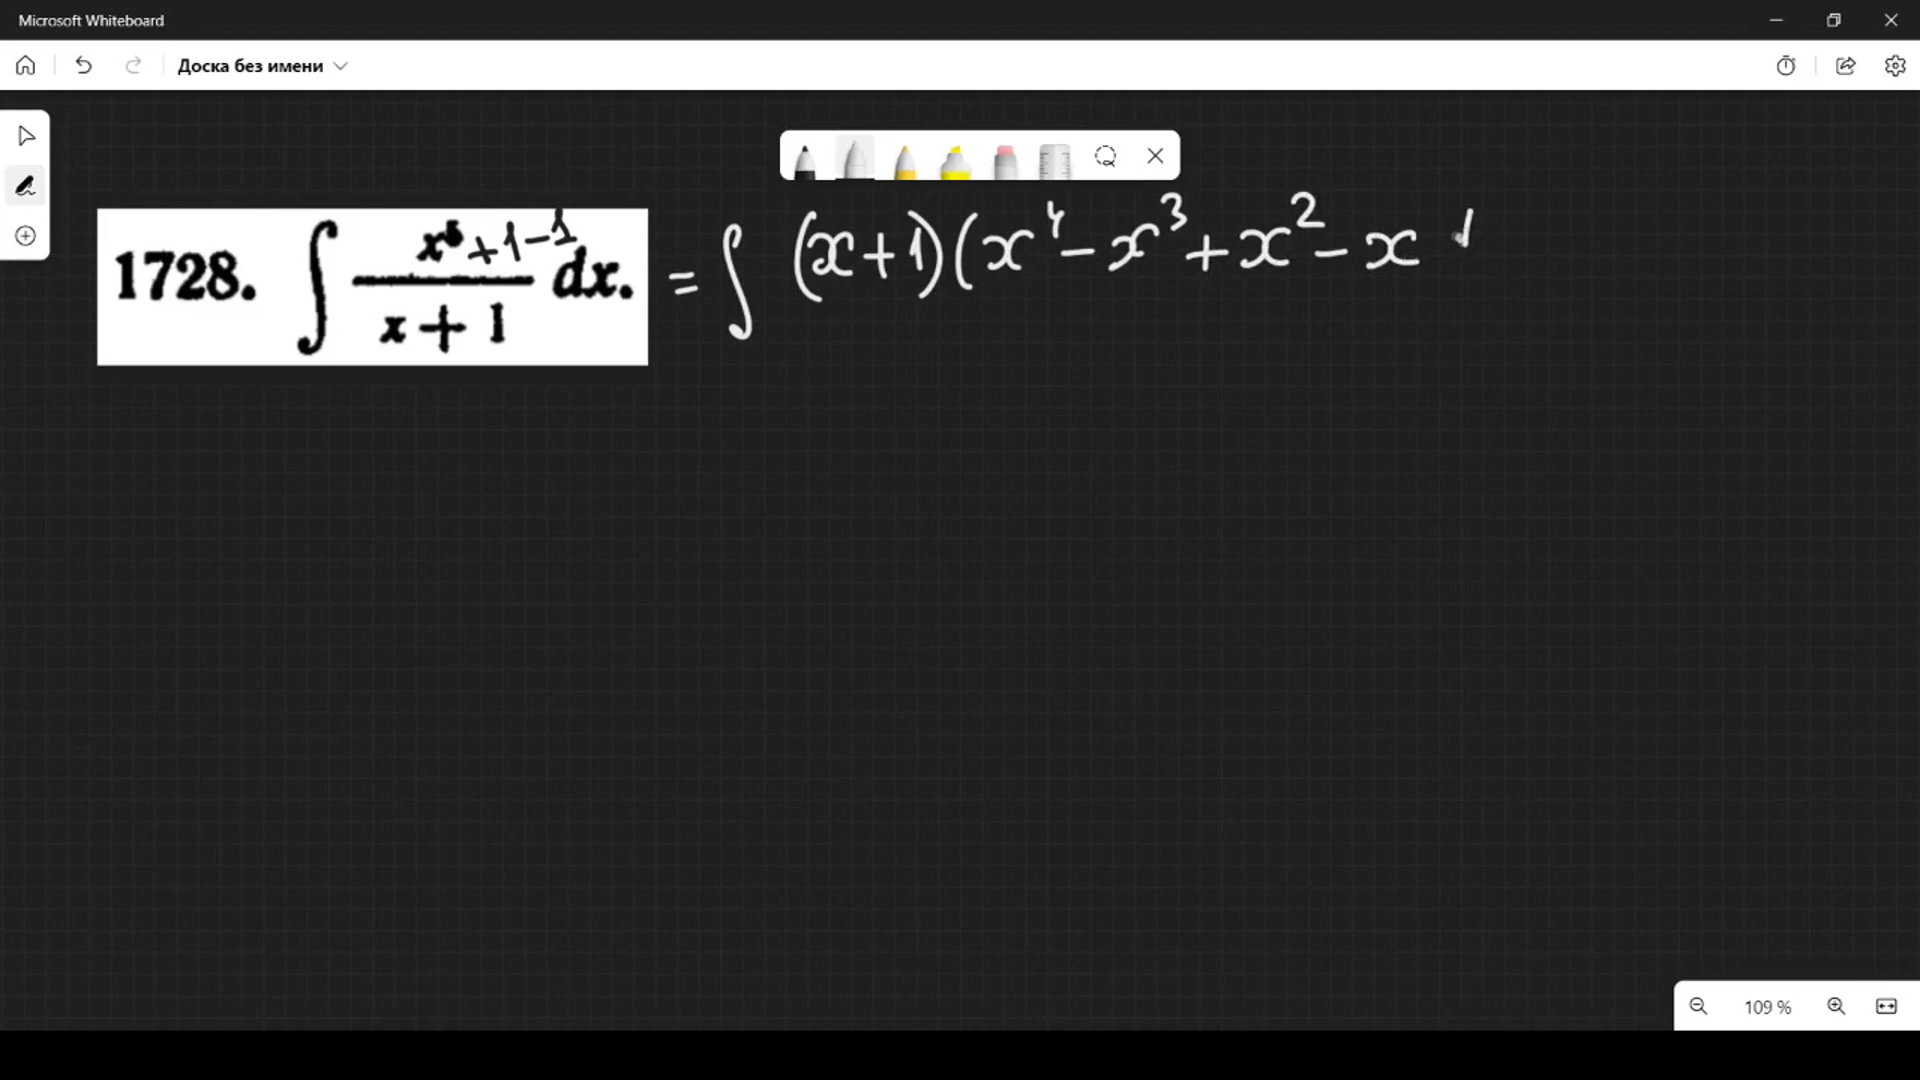 Microsoft Whiteboard
Доска без имени
1728. ∫ (x⁵ + 1 - 1)/(x + 1) dx. = ∫ (x+1)(x⁴ - x³ + x² - x
109 %